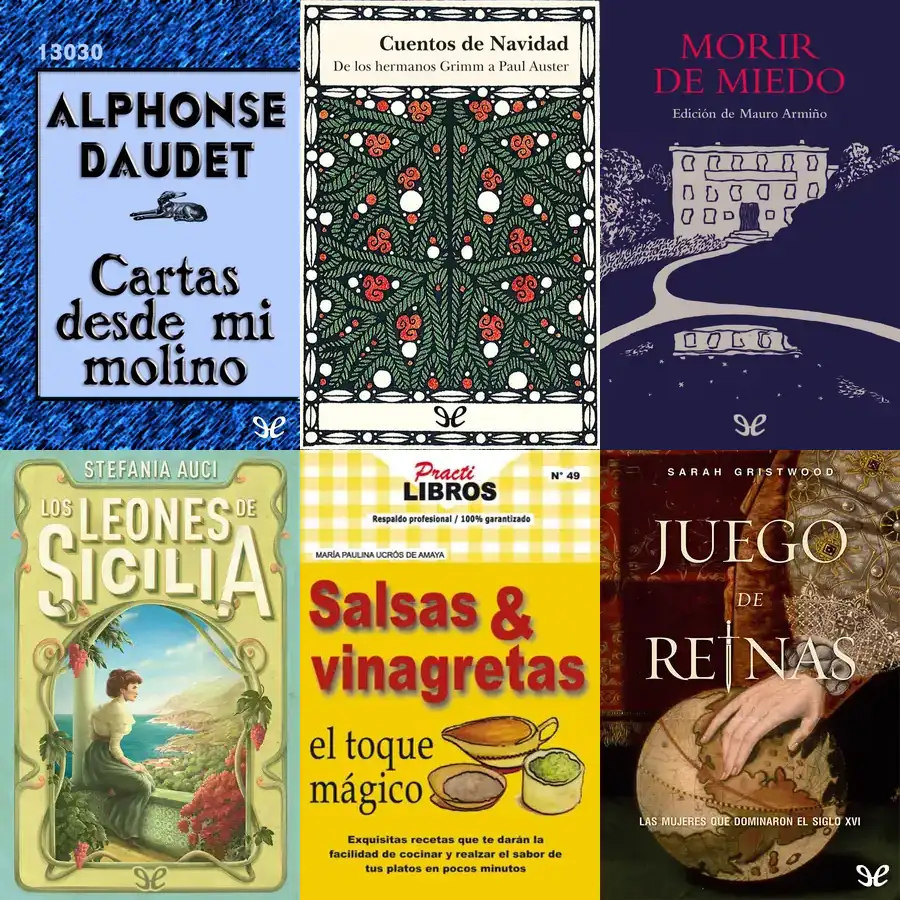 13030
ALPHONSE
DAUDET
Cartas
desde mi
molino
Cuentos de Navidad
De los hermanos Grimm a Paul Auster
MORIR
DE MIEDO
Edición de Mauro Armiño
STEFANIA AUCI
LOS LEONES DE
SICILIA
Practi
LIBROS
N° 49
Respaldo profesional / 100% garantizado
MARÍA PAULINA UCRÓS DE AMAYA
Salsas &
vinagretas
el toque
mágico
Exquisitas recetas que te darán la
facilidad de cocinar y realzar el sabor de
tus platos en pocos minutos
SARAH GRISTWOOD
JUEGO
DE
REINAS
LAS MUJERES QUE DOMINARON EL SIGLO XVI